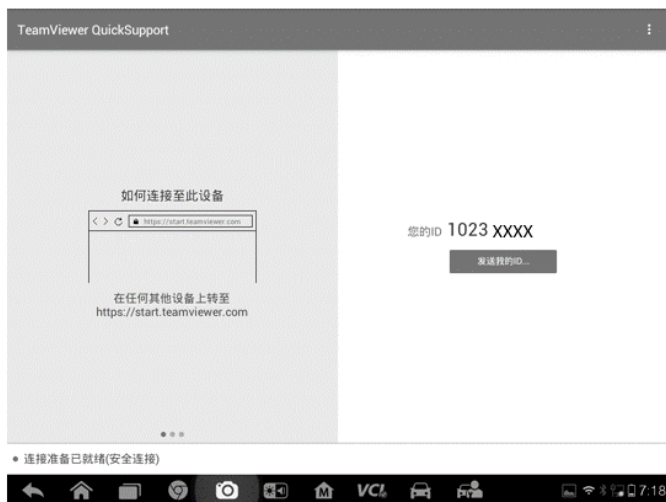 TeamViewer QuickSupport
如何连接至此设备
https://start.teamviewer.com
在任何其他设备上转至
https://start.teamviewer.com
您的ID 1023 XXXX
发送我的ID...
连接准备已就绪(安全连接)
M VCI 7:18